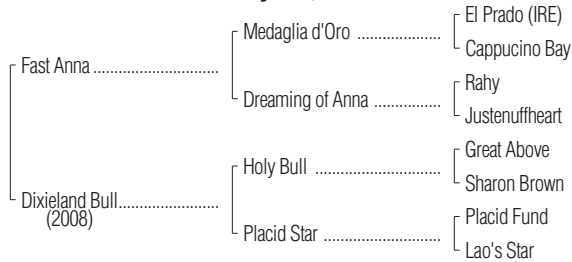 El Prado (IRE)
Medaglia d'Oro ....................
Cappucino Bay
Fast Anna ..............................
Rahy
Dreaming of Anna ................
Justenuffheart
Great Above
Holy Bull ..............................
Sharon Brown
Dixieland Bull........................
(2008)
Placid Fund
Placid Star ...........................
Lao's Star